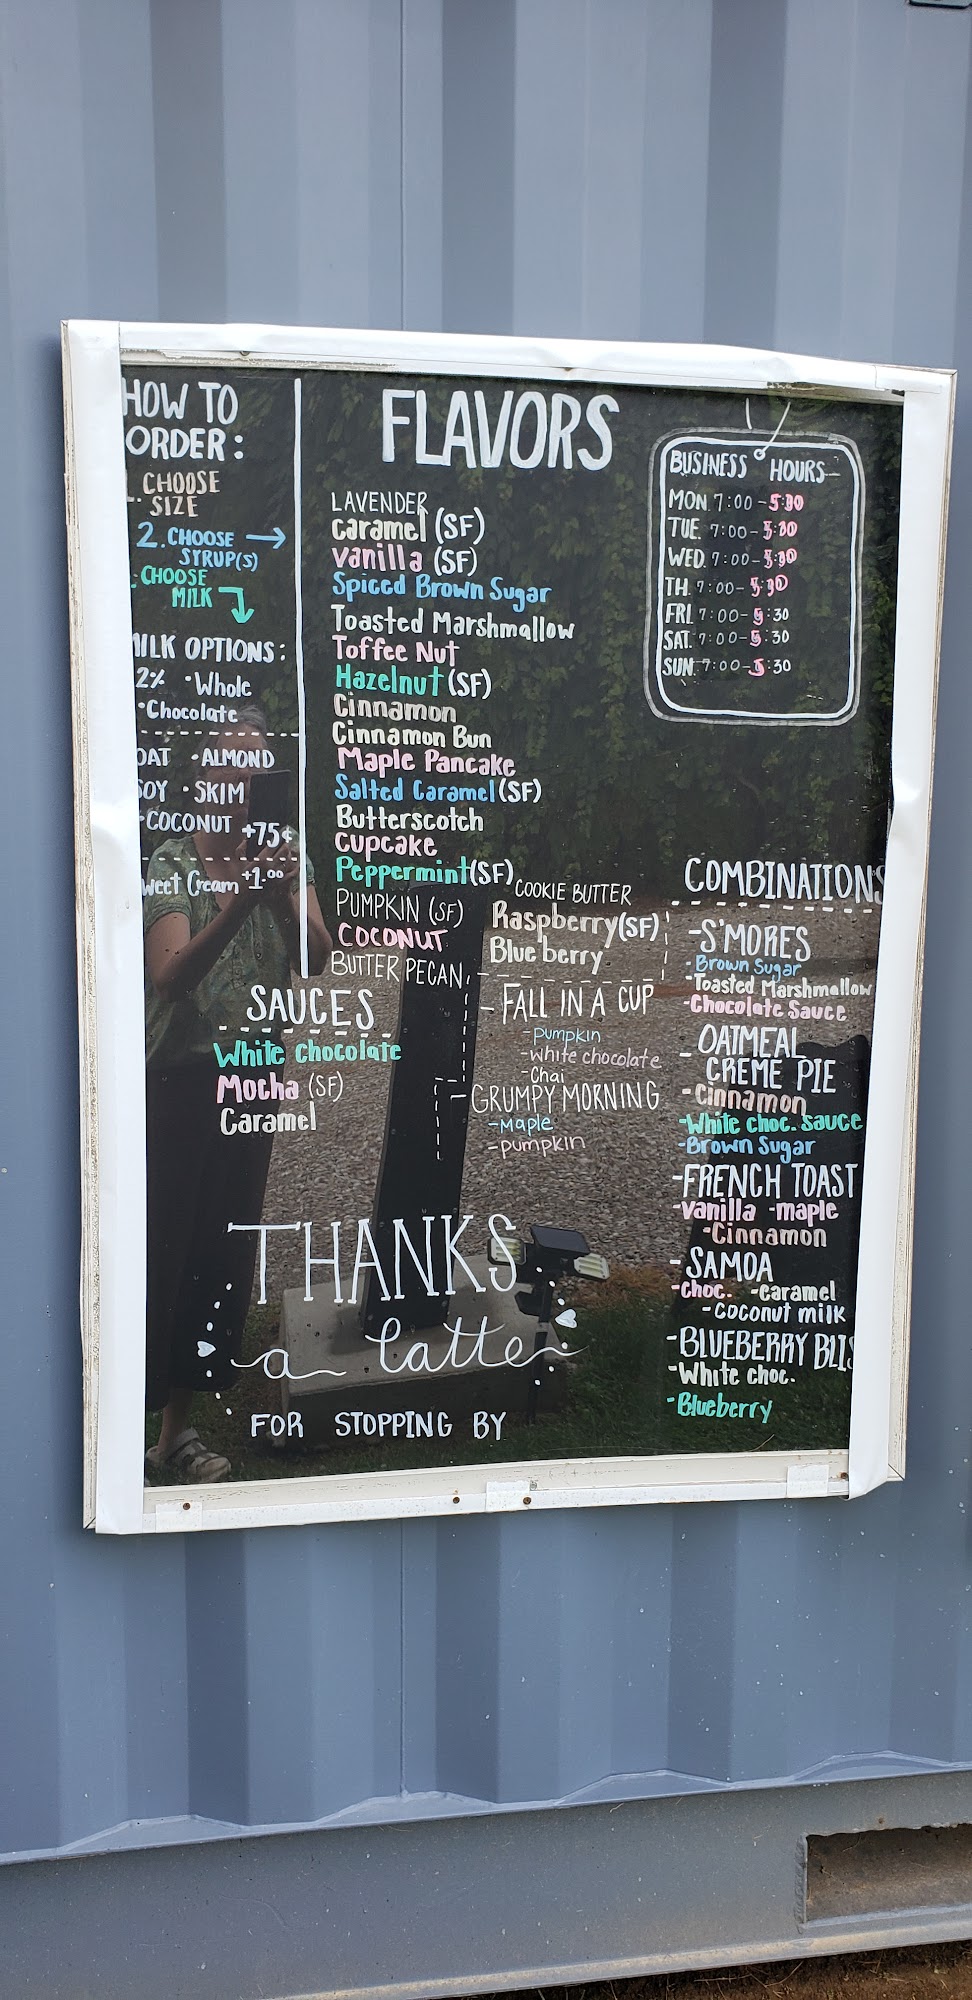 HOW TO
ORDER:
CHOOSE
SIZE
2. CHOOSE
SYRUP(S)
CHOOSE
MILK
MILK OPTIONS:
2% • Whole
• Chocolate
OAT • ALMOND
SOY • SKIM
• COCONUT +75¢
Sweet Cream +1.00
FLAVORS
LAVENDER
Caramel (SF)
Vanilla (SF)
Spiced Brown Sugar
Toasted Marshmallow
Toffee Nut
Hazelnut (SF)
Cinnamon
Cinnamon Bun
Maple Pancake
Salted Caramel (SF)
Butterscotch
Cupcake
Peppermint (SF)
PUMPKIN (SF)
COCONUT
BUTTER PECAN
COOKIE BUTTER
Raspberry (SF)
Blueberry
BUSINESS HOURS
MON. 7:00-5:30
TUE. 7:00-5:30
WED. 7:00-5:30
TH. 7:00-5:30
FRI. 7:00-5:30
SAT. 7:00-5:30
SUN. 7:00-5:30
SAUCES
White Chocolate
Mocha (SF)
Caramel
- FALL IN A CUP
- Pumpkin
- White chocolate
- Chai
- GRUMPY MORNING
- Maple
- Pumpkin
COMBINATIONS
- S'MORES
- Brown Sugar
- Toasted Marshmallow
- Chocolate Sauce
- OATMEAL
CREME PIE
- Cinnamon
- White choc. sauce
- Brown Sugar
- FRENCH TOAST
- Vanilla - maple
- Cinnamon
- SAMOA
- Choc. - Caramel
- Coconut milk
- BLUEBERRY BLISS
- White choc.
- Blueberry
THANKS
a latte
FOR STOPPING BY